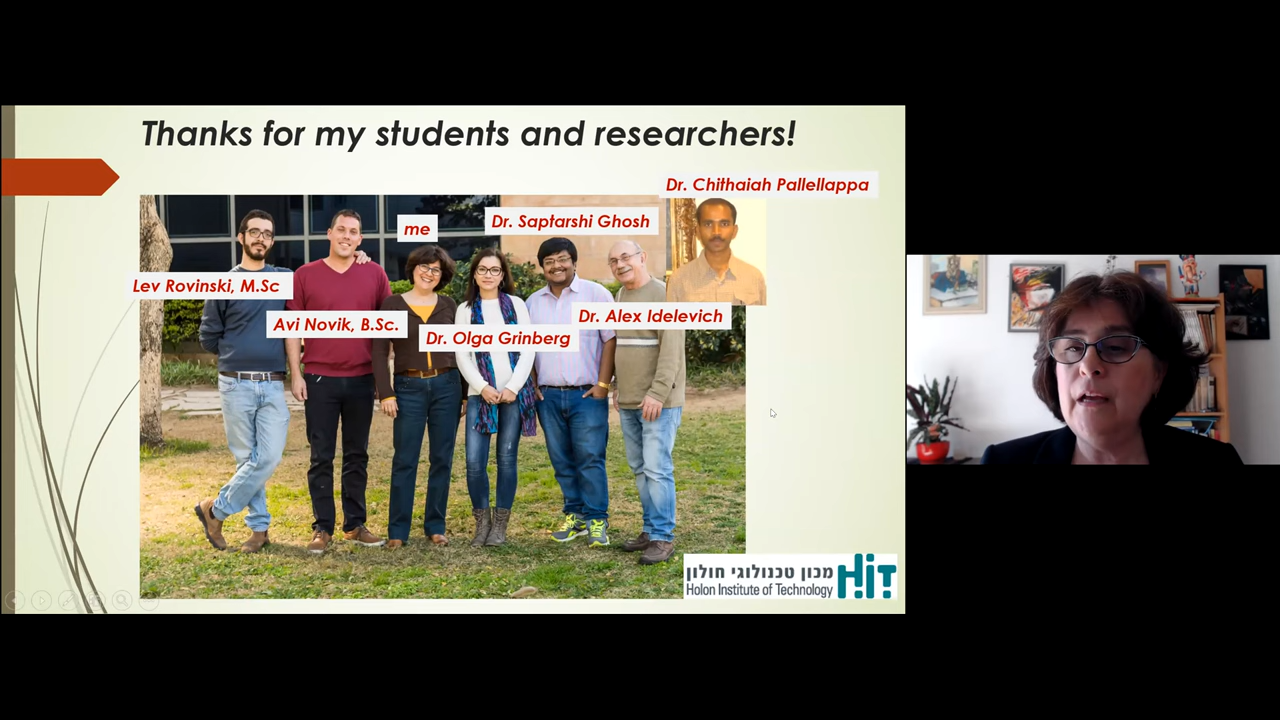 Thanks for my students and researchers!
Dr. Chithaiah Pallellappa
Dr. Saptarshi Ghosh
me
Lev Rovinski, M.Sc
Dr. Alex Idelevich
Avi Novik, B.Sc.
Dr. Olga Grinberg
מכון טכנולוגי חולון
Holon Institute of Technology
HiT